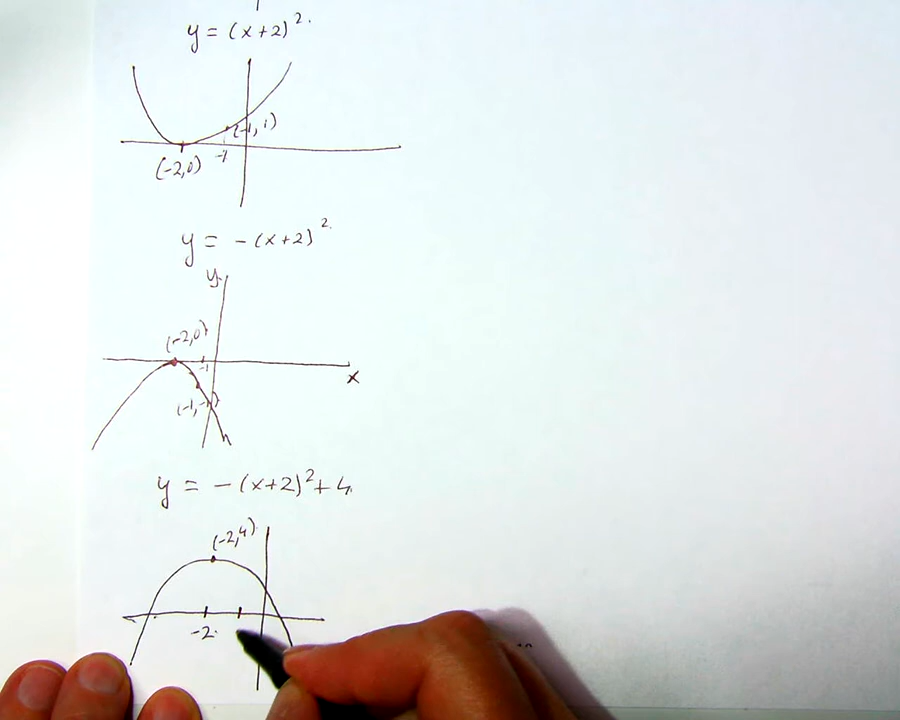 y = (x+2)².
(-1, 1)
-1
(-2,0)
y = -(x+2)².
y
(-2,0)
-1
x
(-1,-1)
y = -(x+2)²+4
(-2,4)
-2